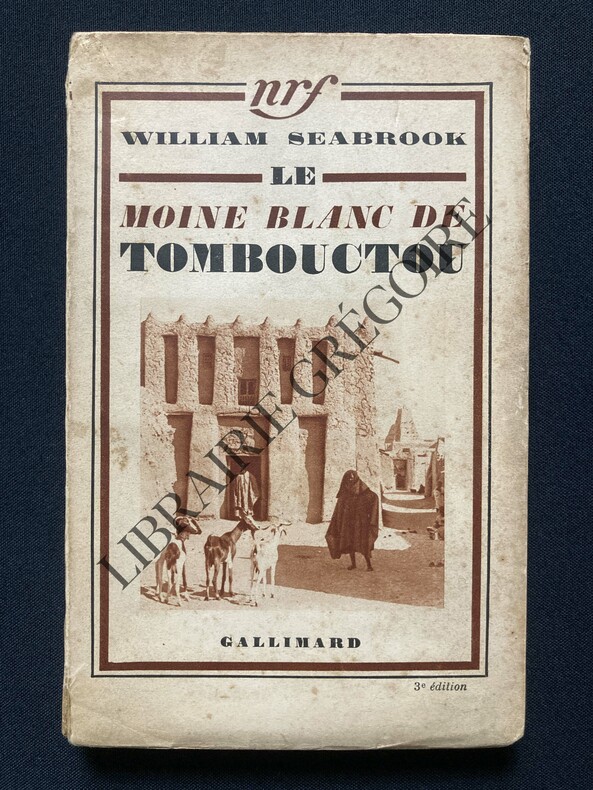 nrf
WILLIAM SEABROOK
LE
MOINE BLANC DE
TOMBOUCTOU
LIBRAIRIE GRÉGOIRE
GALLIMARD
3e édition